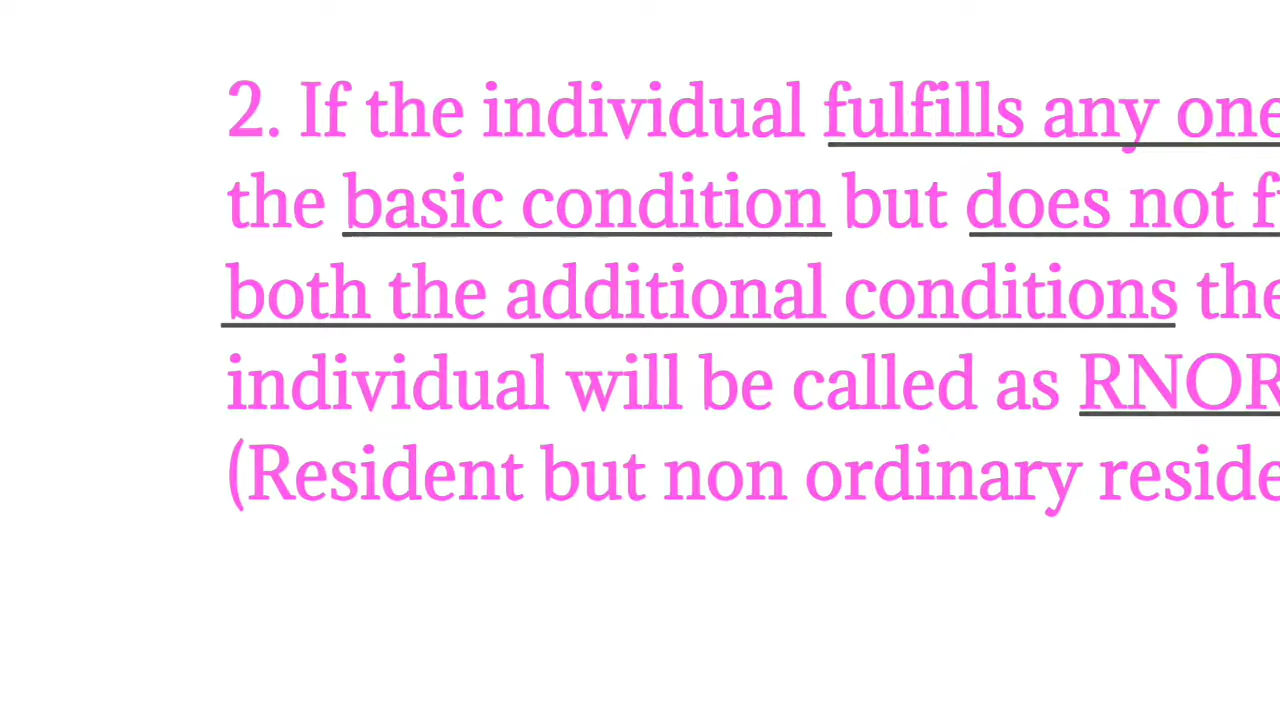 2. If the individual fulfills any one
the basic condition but does not f
both the additional conditions the
individual will be called as RNOR
(Resident but non ordinary reside